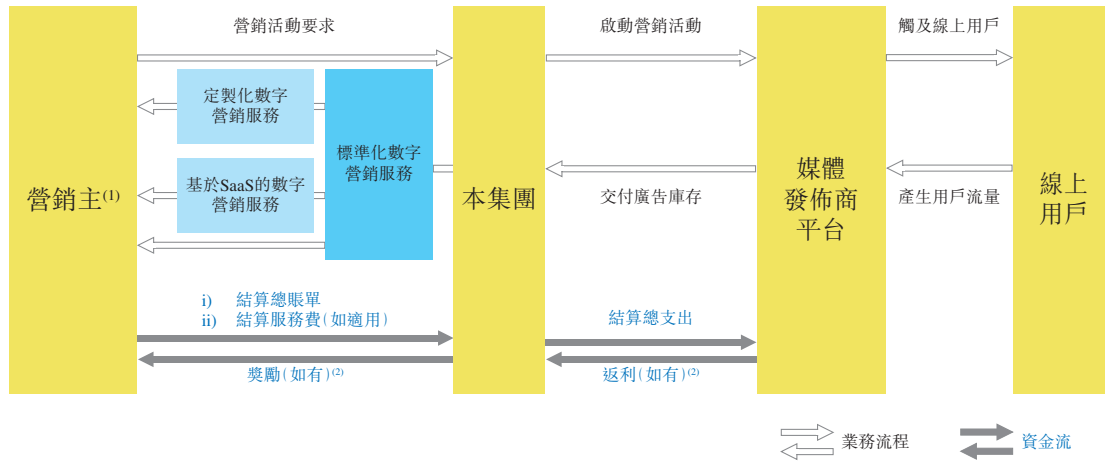 營銷活動要求
啟動營銷活動
觸及線上用戶
定製化數字
營銷服務
標準化數字
營銷服務
基於SaaS的數字
營銷服務
營銷主(1)
本集團
媒體
發佈商
平台
線上
用戶
交付廣告庫存
產生用戶流量
i) 結算總賬單
ii) 結算服務費(如適用)
結算總支出
獎勵(如有)(2)
返利(如有)(2)
業務流程
資金流